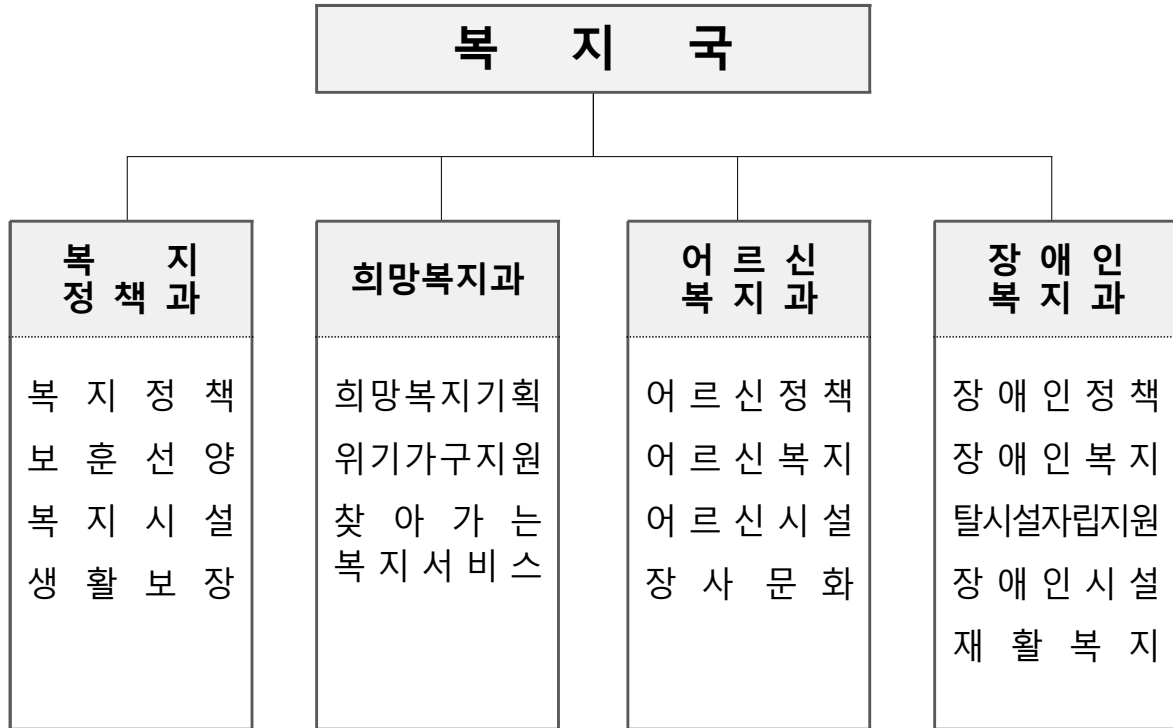 복 지 국
복 지
정 책 과
복 지 정 책
보 훈 선 양
복 지 시 설
생 활 보 장
희망복지과
희망복지기획
위기가구지원
찾 아 가 는
복 지 서 비 스
어 르 신
복 지 과
어 르 신 정 책
어 르 신 복 지
어 르 신 시 설
장 사 문 화
장 애 인
복 지 과
장 애 인 정 책
장 애 인 복 지
탈시설자립지원
장 애 인 시 설
재 활 복 지